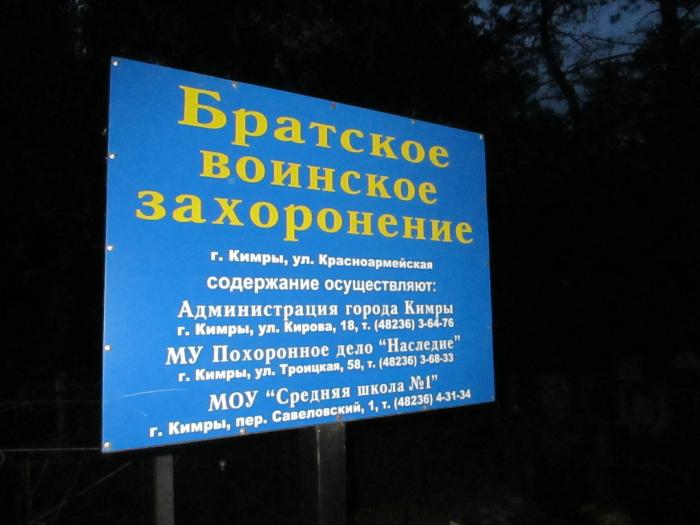 Братское
воинское
захоронение
г. Кимры, ул. Красноармейская
содержание осуществляют:
Администрация города Кимры
г. Кимры, ул. Кирова, 18, т. (48236) 3-64-76
МУ Похоронное дело "Наследие"
г. Кимры, ул. Троицкая, 58, т. (48236) 3-68-33
МОУ "Средняя школа №1"
г. Кимры, пер. Савеловский, 1, т. (48236) 4-31-34